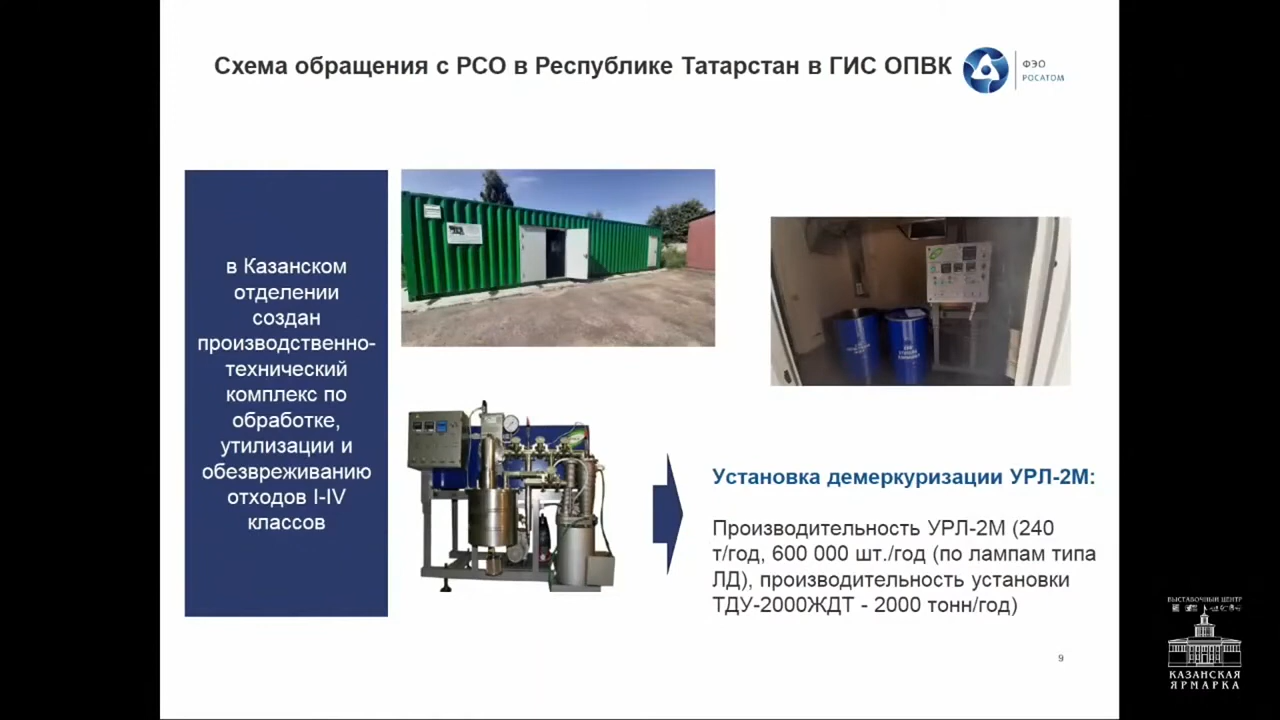 Схема обращения с РСО в Республике Татарстан в ГИС ОПВК
ФЭО
РОСАТОМ
в Казанском
отделении
создан
производственно-
технический
комплекс по
обработке,
утилизации и
обезвреживанию
отходов I-IV
классов
Установка демеркуризации УРЛ-2М:
Производительность УРЛ-2М (240
т/год, 600 000 шт./год (по лампам типа
ЛД), производительность установки
ТДУ-2000ЖДТ - 2000 тонн/год)
9
ВЫСТАВОЧНЫЙ ЦЕНТР
КАЗАНСКАЯ
ЯРМАРКА